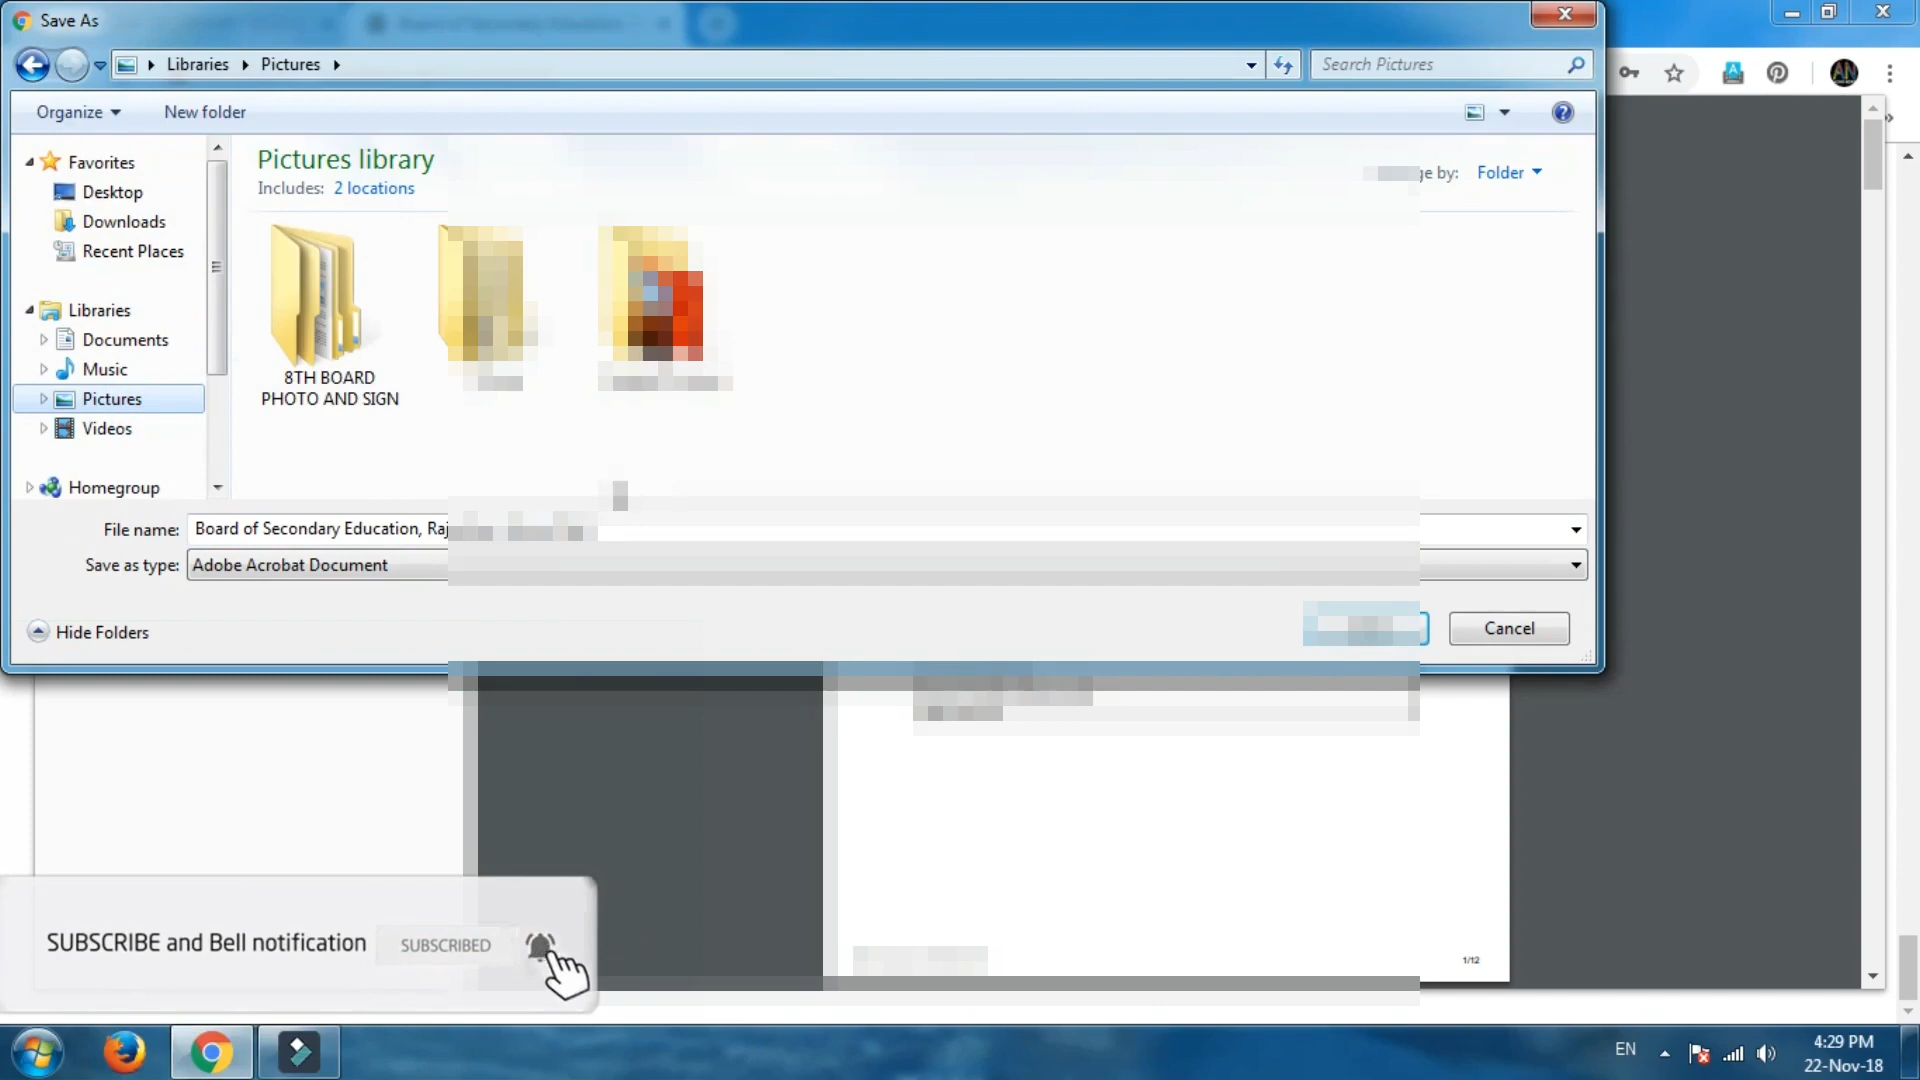 Save As
Libraries
Pictures
Search Pictures
Organize
New folder
Favorites
Desktop
Downloads
Recent Places
Libraries
Documents
Music
Pictures
Videos
Homegroup
Pictures library
Includes: 2 locations
by: Folder
8TH BOARD
PHOTO AND SIGN
File name: Board of Secondary Education,
Save as type: Adobe Acrobat Document
Hide Folders
Cancel
1/12
SUBSCRIBE and Bell notification
SUBSCRIBED
EN
4:29 PM
22-Nov-18